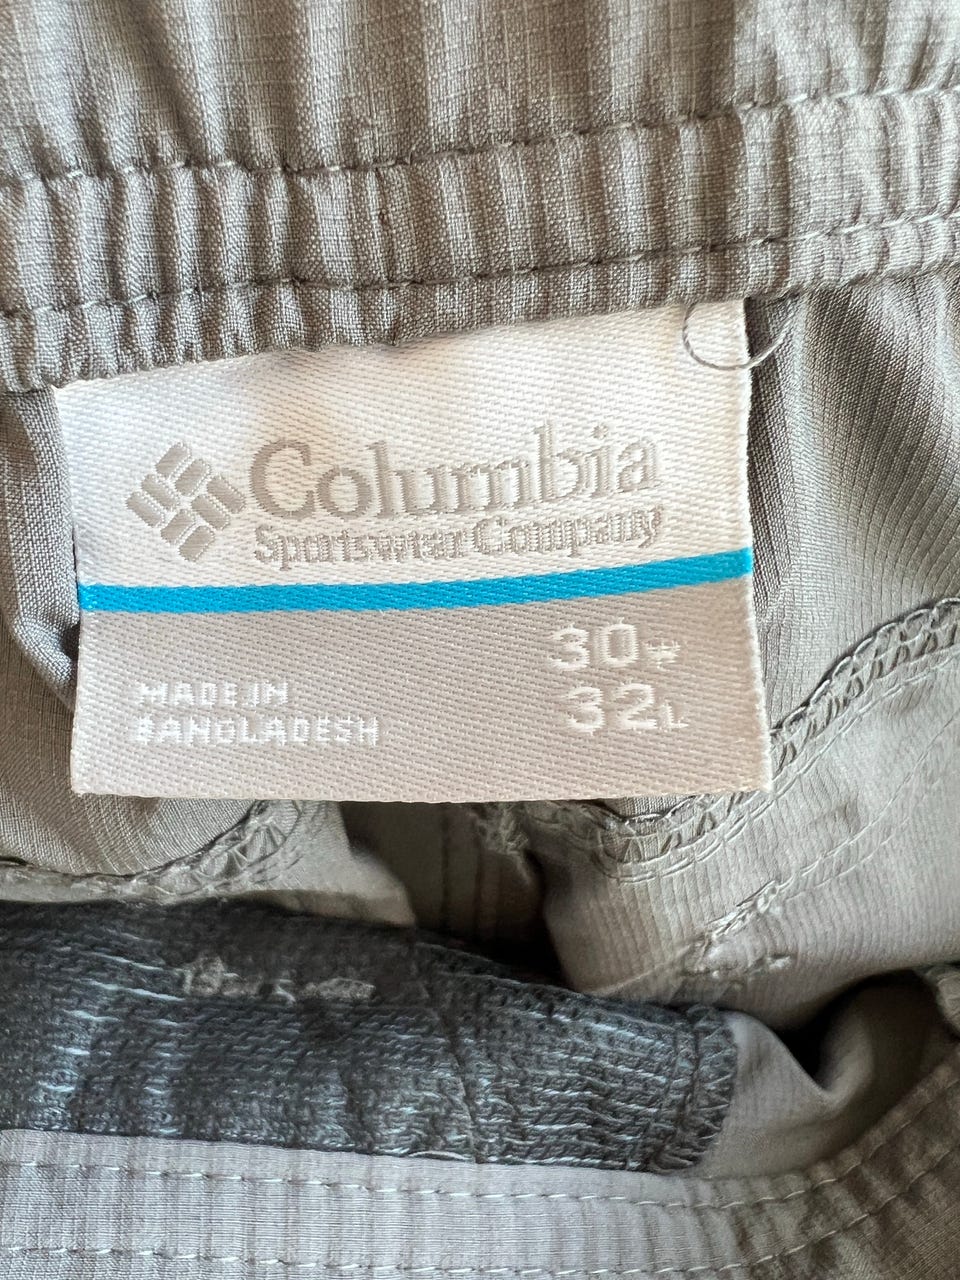 Columbia
Sportswear Company
30W
32L
MADE IN
BANGLADESH